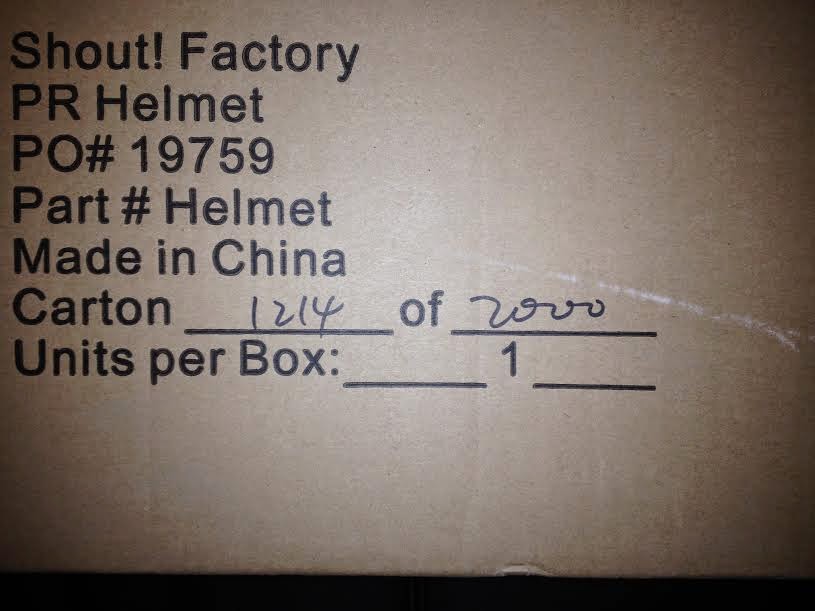 Shout! Factory
PR Helmet
PO# 19759
Part # Helmet
Made in China
Carton 1214 of 2000
Units per Box: 1